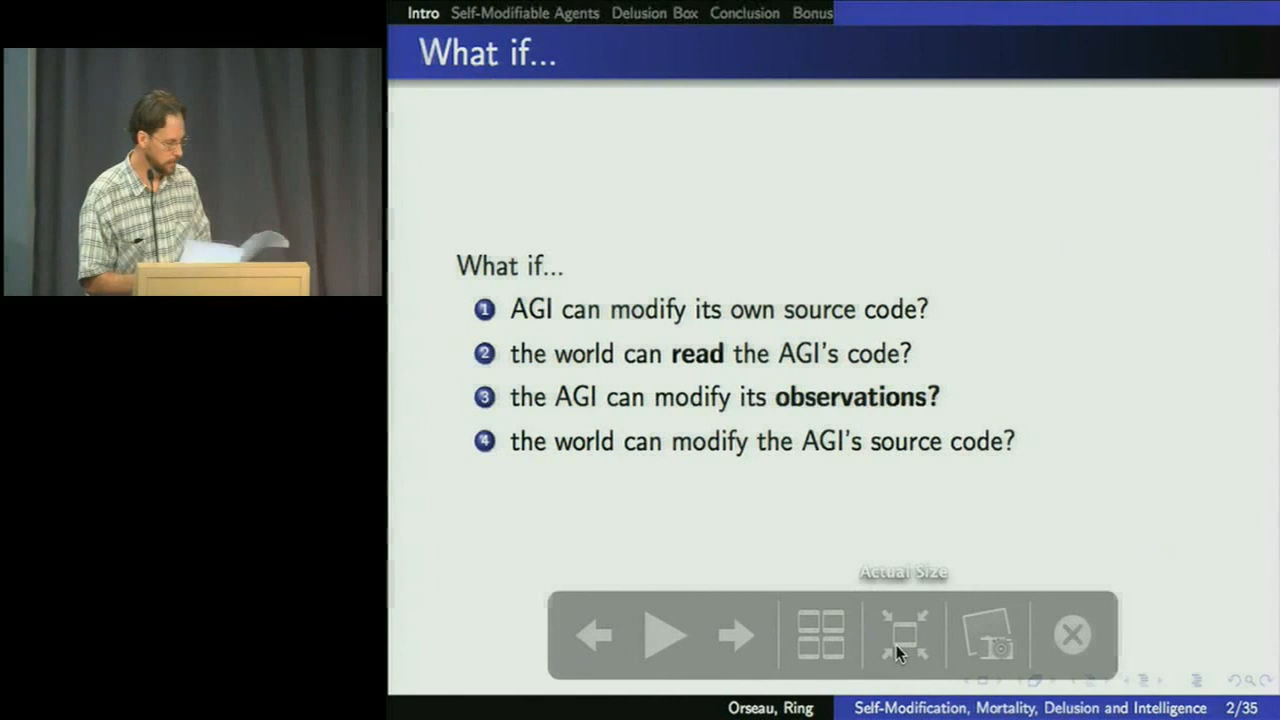 Intro Self-Modifiable Agents Delusion Box Conclusion Bonus
What if...
What if...
1 AGI can modify its own source code?
2 the world can read the AGI's code?
3 the AGI can modify its observations?
4 the world can modify the AGI's source code?
Actual Size
Orseau, Ring Self-Modification, Mortality, Delusion and Intelligence 2/35